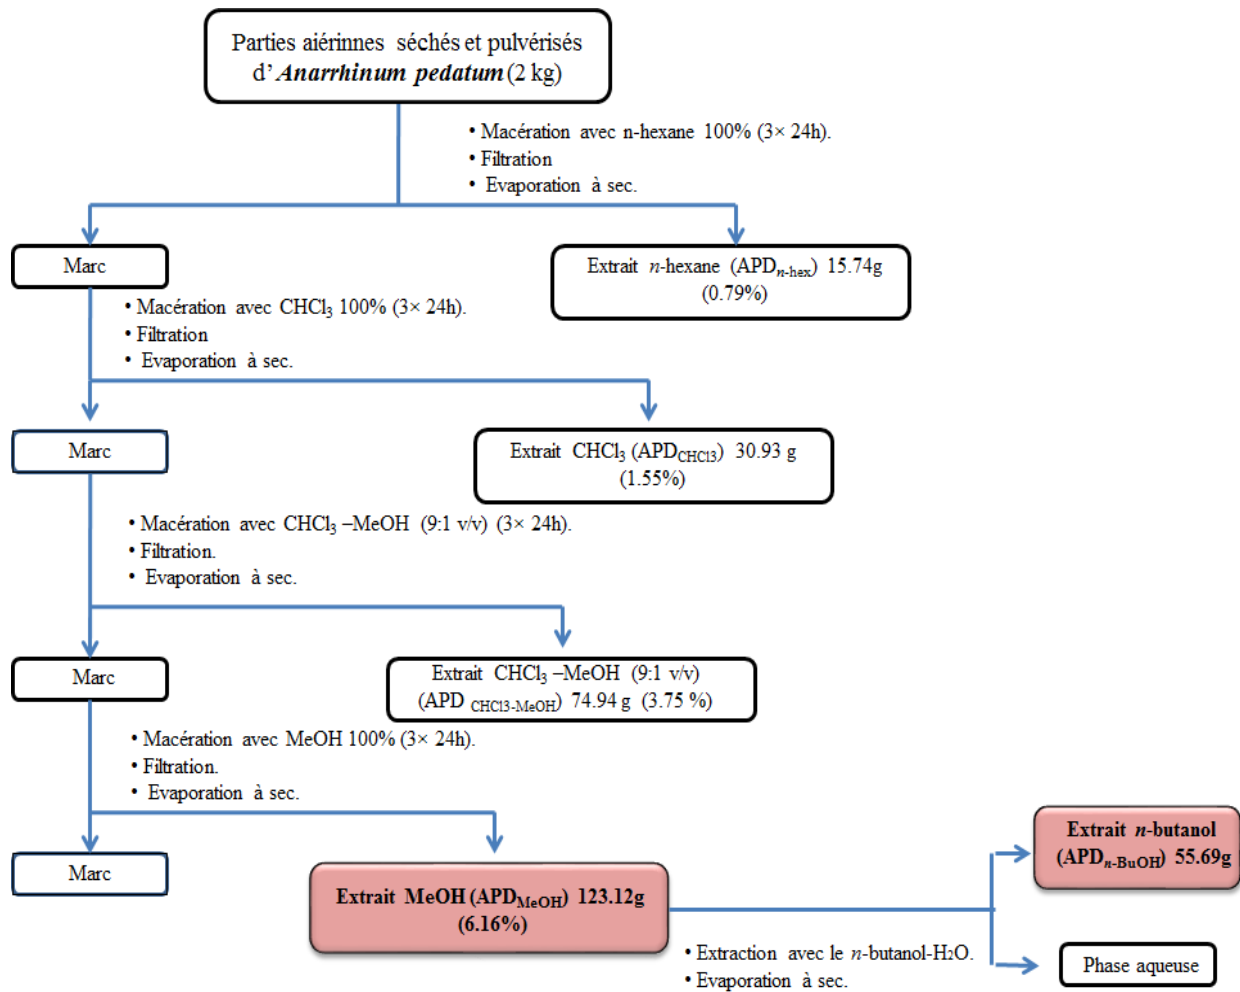 Parties aiérinnes séchés et pulvérisés
d'Anarrhinum pedatum (2 kg)
• Macération avec n-hexane 100% (3× 24h).
• Filtration
• Evaporation à sec.
Marc
Extrait n-hexane (APDn-hex) 15.74g
(0.79%)
• Macération avec CHCl3 100% (3× 24h).
• Filtration
• Evaporation à sec.
Marc
Extrait CHCl3 (APDCHCl3) 30.93 g
(1.55%)
• Macération avec CHCl3 –MeOH (9:1 v/v) (3× 24h).
• Filtration.
• Evaporation à sec.
Marc
Extrait CHCl3 –MeOH (9:1 v/v)
(APD CHCl3-MeOH) 74.94 g (3.75 %)
• Macération avec MeOH 100% (3× 24h).
• Filtration.
• Evaporation à sec.
Marc
Extrait MeOH (APDMeOH) 123.12g
(6.16%)
Extrait n-butanol
(APDn-BuOH) 55.69g
• Extraction avec le n-butanol-H2O.
• Evaporation à sec.
Phase aqueuse